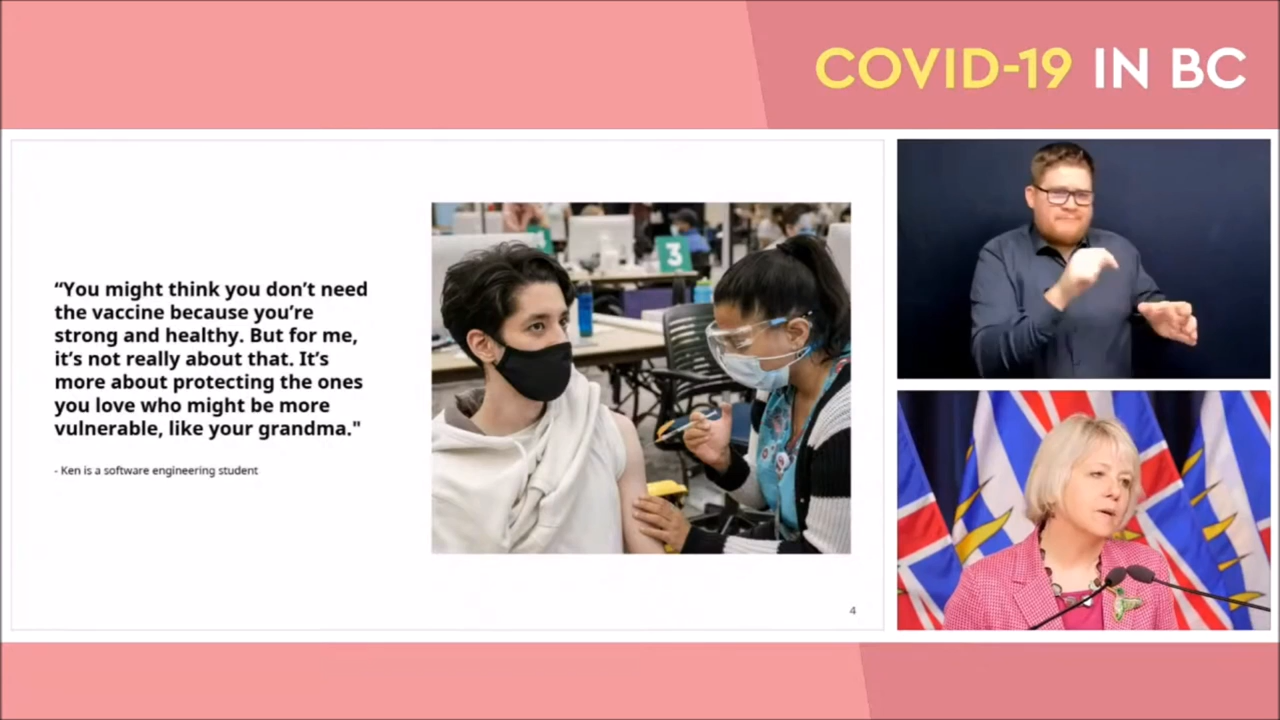 COVID-19 IN BC
“You might think you don’t need
the vaccine because you’re
strong and healthy. But for me,
it’s not really about that. It’s
more about protecting the ones
you love who might be more
vulnerable, like your grandma."
- Ken is a software engineering student
3
4